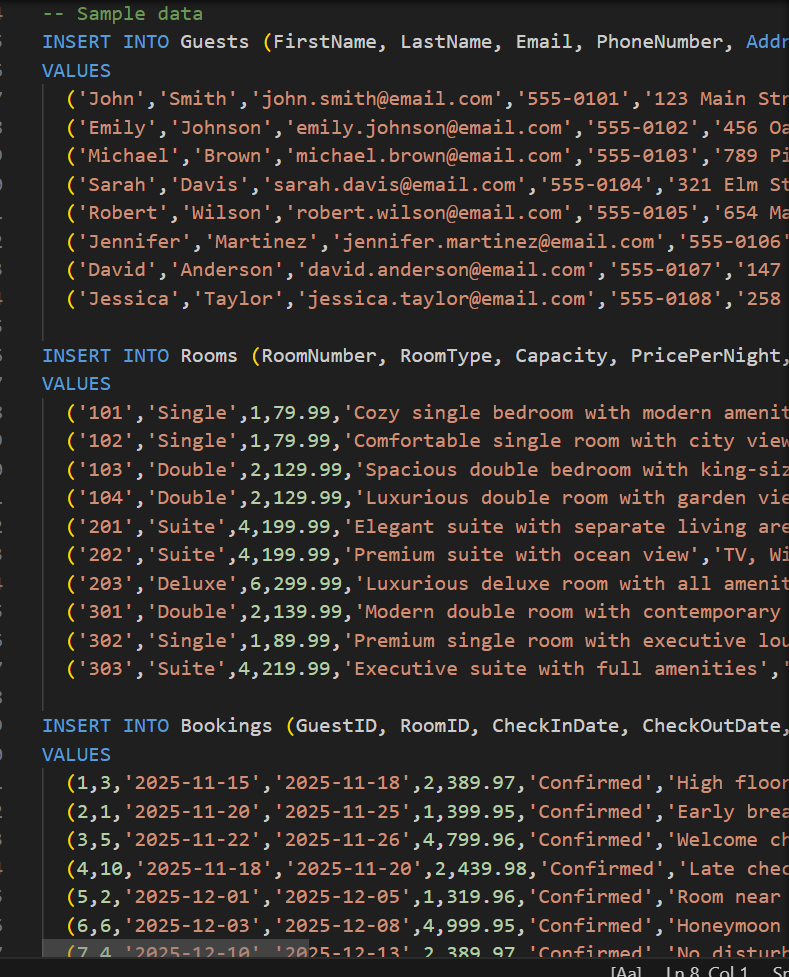 -- Sample data
INSERT INTO Guests (FirstName, LastName, Email, PhoneNumber, Addr
VALUES
('John','Smith','john.smith@email.com','555-0101','123 Main Str
('Emily','Johnson','emily.johnson@email.com','555-0102','456 Oa
('Michael','Brown','michael.brown@email.com','555-0103','789 Pi
('Sarah','Davis','sarah.davis@email.com','555-0104','321 Elm St
('Robert','Wilson','robert.wilson@email.com','555-0105','654 Ma
('Jennifer','Martinez','jennifer.martinez@email.com','555-0106'
('David','Anderson','david.anderson@email.com','555-0107','147
('Jessica','Taylor','jessica.taylor@email.com','555-0108','258
INSERT INTO Rooms (RoomNumber, RoomType, Capacity, PricePerNight,
VALUES
('101','Single',1,79.99,'Cozy single bedroom with modern amenit
('102','Single',1,79.99,'Comfortable single room with city view
('103','Double',2,129.99,'Spacious double bedroom with king-siz
('104','Double',2,129.99,'Luxurious double room with garden vie
('201','Suite',4,199.99,'Elegant suite with separate living are
('202','Suite',4,199.99,'Premium suite with ocean view','TV, Wi
('203','Deluxe',6,299.99,'Luxurious deluxe room with all amenit
('301','Double',2,139.99,'Modern double room with contemporary
('302','Single',1,89.99,'Premium single room with executive lou
('303','Suite',4,219.99,'Executive suite with full amenities','
INSERT INTO Bookings (GuestID, RoomID, CheckInDate, CheckOutDate,
VALUES
(1,3,'2025-11-15','2025-11-18',2,389.97,'Confirmed','High floor
(2,1,'2025-11-20','2025-11-25',1,399.95,'Confirmed','Early brea
(3,5,'2025-11-22','2025-11-26',4,799.96,'Confirmed','Welcome ch
(4,10,'2025-11-18','2025-11-20',2,439.98,'Confirmed','Late chec
(5,2,'2025-12-01','2025-12-05',1,319.96,'Confirmed','Room near
(6,6,'2025-12-03','2025-12-08',4,999.95,'Confirmed','Honeymoon
(7,4,'2025-12-10','2025-12-13',2,389.97,'Confirmed','No disturb
[Aa] Ln 8, Col 1